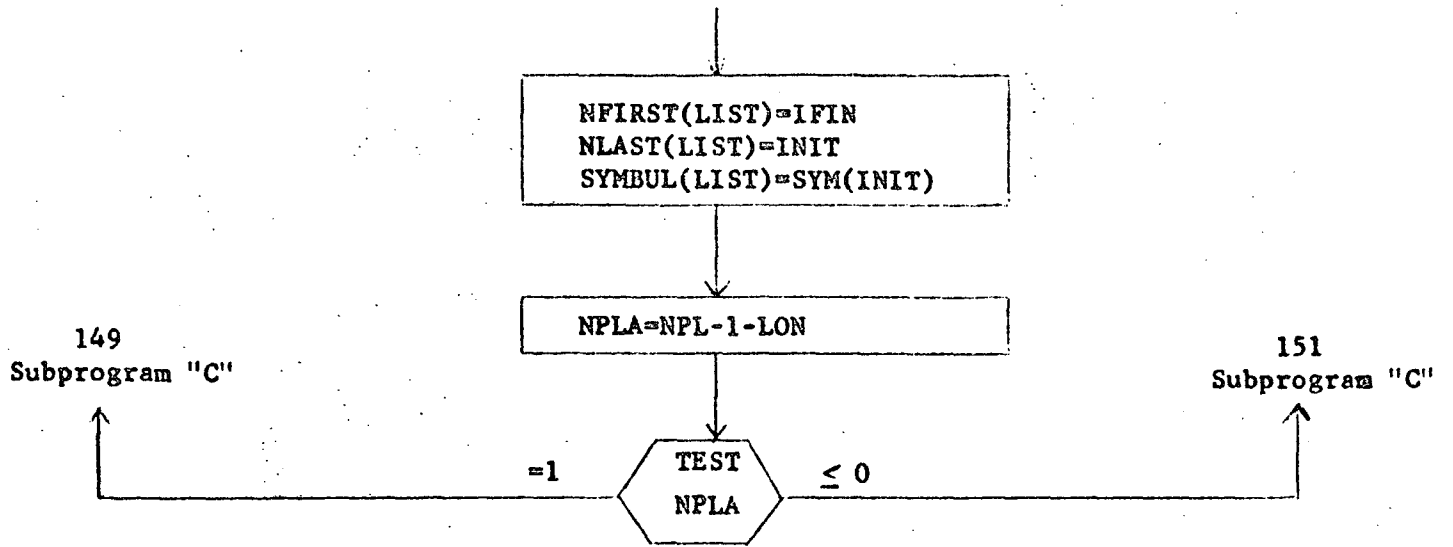 NFIRST(LIST)=IFIN
NLAST(LIST)=INIT
SYMBUL(LIST)=SYM(INIT)
NPLA=NPL-1-LON
149
Subprogram "C"
151
Subprogram "C"
=1
TEST
NPLA
≤ 0